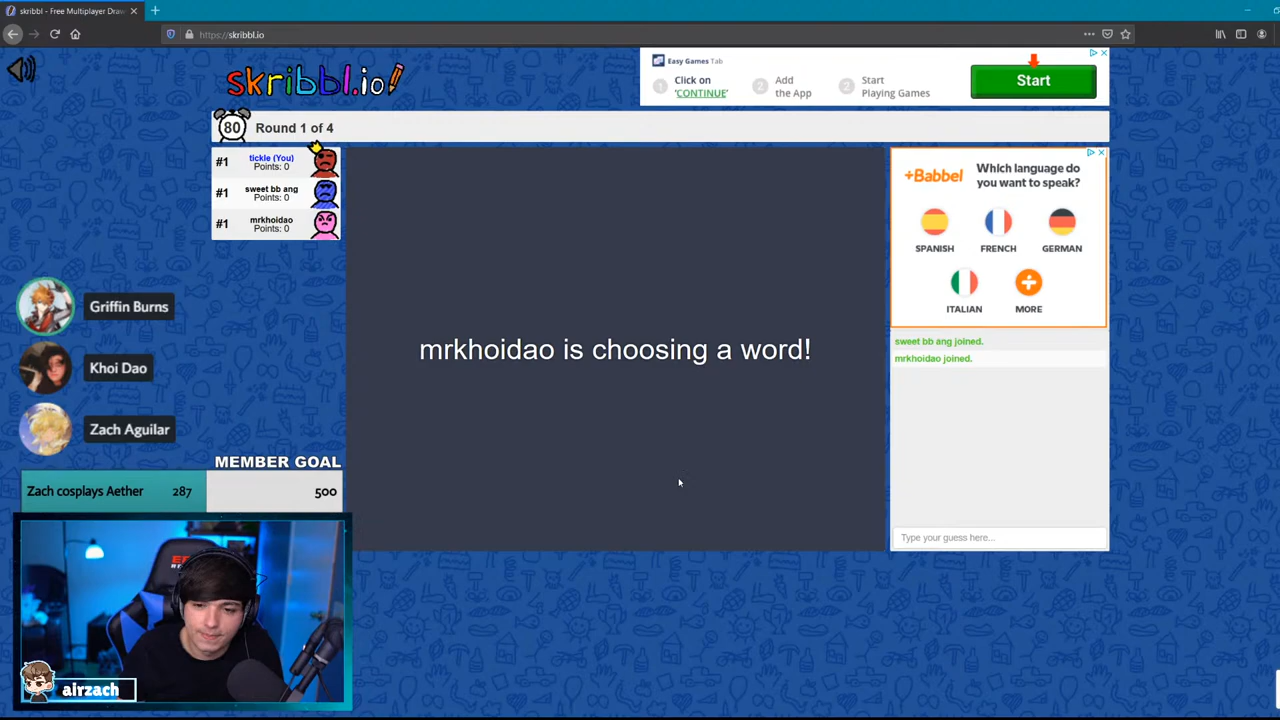 skribbl - Free Multiplayer Draw
https://skribbl.io
skribbl.io
Easy Games Tab
1 Click on 'CONTINUE'
2 Add the App
2 Start Playing Games
Start
80 Round 1 of 4
#1 tickle (You)
Points: 0
#1 sweet bb ang
Points: 0
#1 mrkhoidao
Points: 0
mrkhoidao is choosing a word!
+Babbel
Which language do
you want to speak?
SPANISH FRENCH GERMAN
ITALIAN MORE
sweet bb ang joined.
mrkhoidao joined.
Type your guess here...
Griffin Burns
Khoi Dao
Zach Aguilar
MEMBER GOAL
Zach cosplays Aether 287 500
airzach